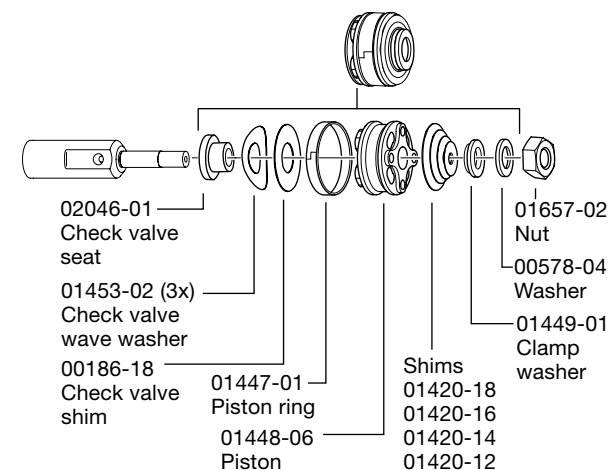 02046-01
Check valve
seat
01453-02 (3x)
Check valve
wave washer
00186-18
Check valve
shim
01447-01
Piston ring
01448-06
Piston
Shims
01420-18
01420-16
01420-14
01420-12
01657-02
Nut
00578-04
Washer
01449-01
Clamp
washer